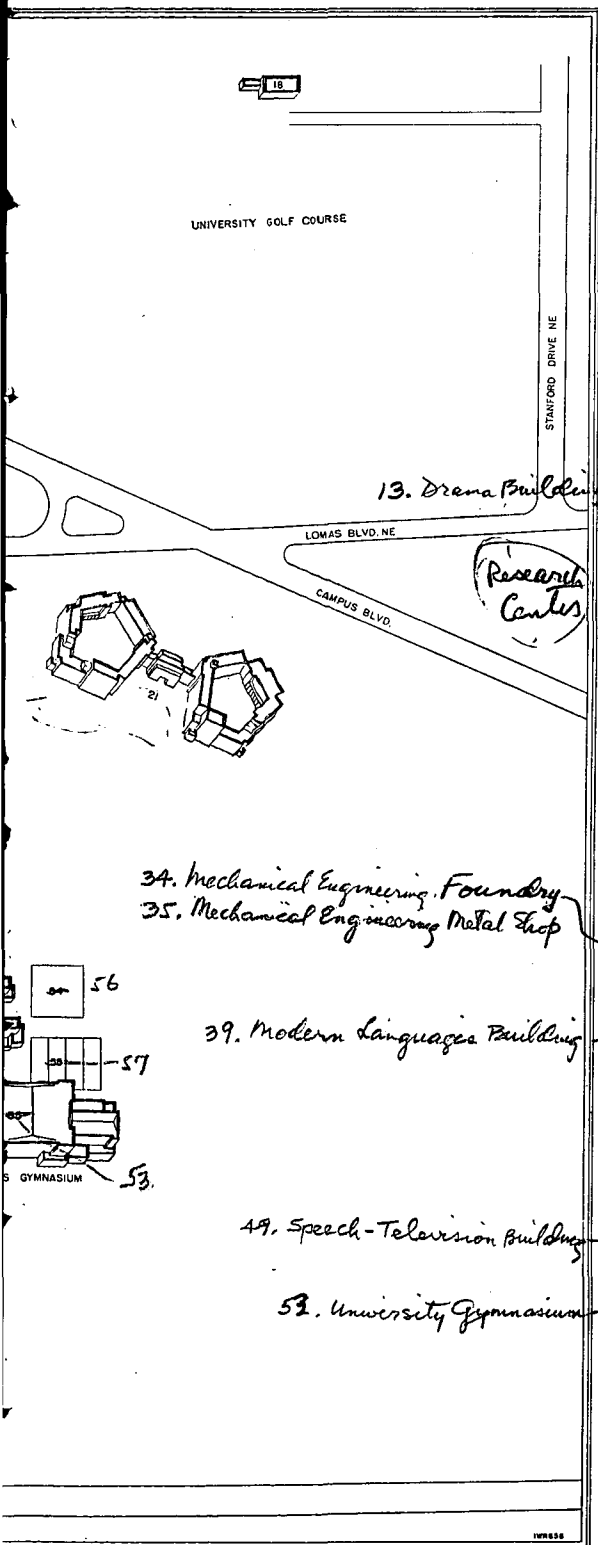 18
UNIVERSITY GOLF COURSE
STANFORD DRIVE NE
13. Drama Buildin
LOMAS BLVD. NE
Research
Center
CAMPUS BLVD.
21
34. Mechanical Engineering Foundry
35. Mechanical Engineering Metal Shop
56
39. Modern Languages Building
57
S GYMNASIUM
53.
49. Speech-Television Building
University Gymnasium